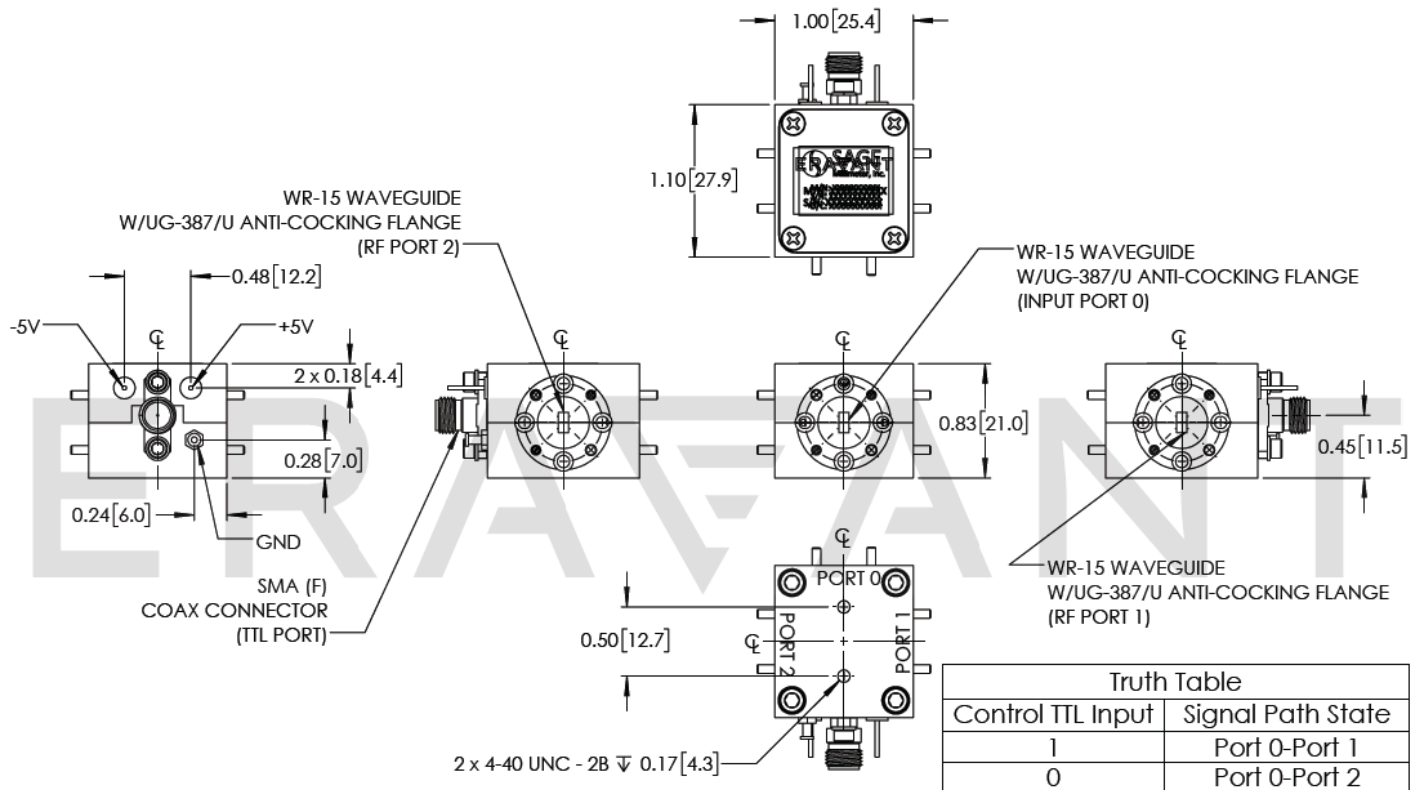 1.00 [25.4]
1.10 [27.9]
SAGE
Millimeter, Inc.
ERAVANT
WR-15 WAVEGUIDE
W/UG-387/U ANTI-COCKING FLANGE
(RF PORT 2)
WR-15 WAVEGUIDE
W/UG-387/U ANTI-COCKING FLANGE
(INPUT PORT 0)
0.48 [12.2]
-5V
+5V
℄
℄
℄
℄
2 x 0.18 [4.4]
0.28 [7.0]
0.24 [6.0]
GND
0.83 [21.0]
0.45 [11.5]
ERAVANT
SMA (F)
COAX CONNECTOR
(TTL PORT)
WR-15 WAVEGUIDE
W/UG-387/U ANTI-COCKING FLANGE
(RF PORT 1)
℄
PORT 0
PORT 1
PORT 2
℄
0.50 [12.7]
2 x 4-40 UNC - 2B ↧ 0.17 [4.3]
Truth Table
Control TTL Input Signal Path State
1 Port 0-Port 1
0 Port 0-Port 2